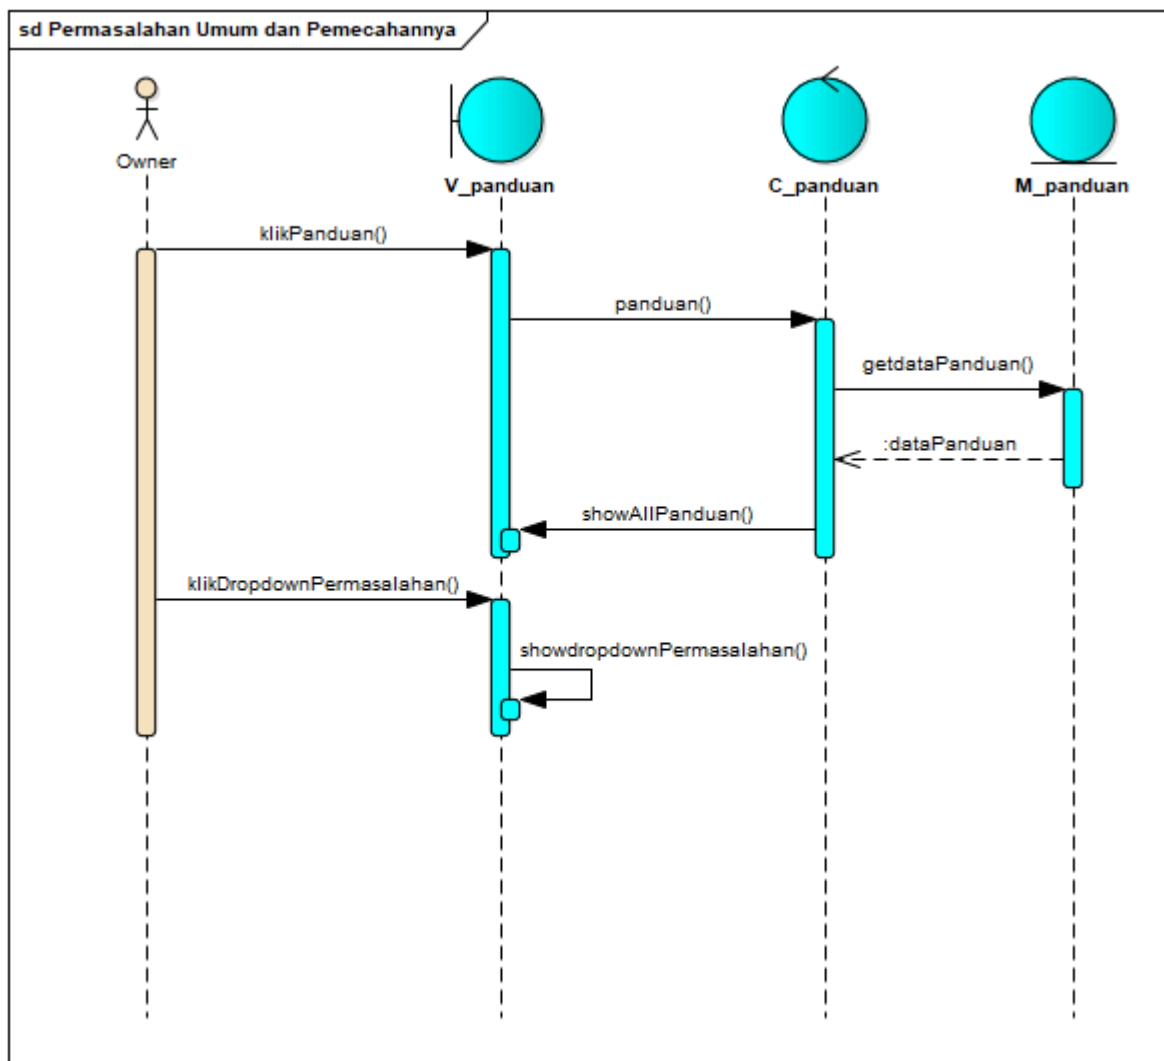 sd Permasalahan Umum dan Pemecahannya
Owner
V_panduan
C_panduan
M_panduan
klikPanduan()
panduan()
getdataPanduan()
:dataPanduan
showAllPanduan()
klikDropdownPermasalahan()
showdropdownPermasalahan()